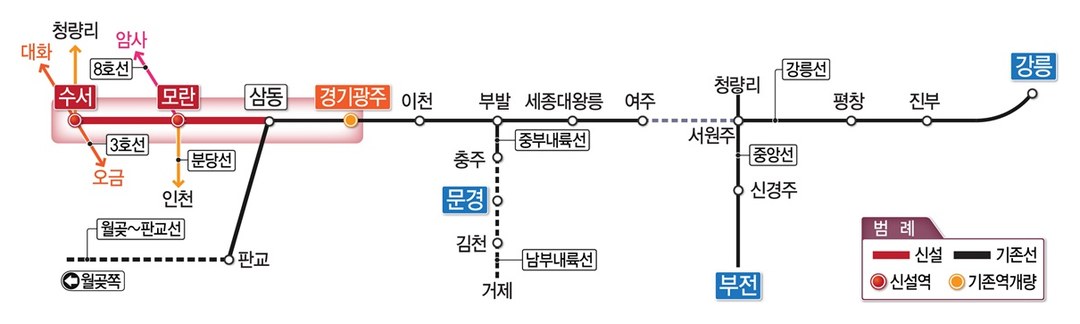 청량리
대화
암사
8호선
수서
모란
삼동
경기광주
이천
부발
세종대왕릉
여주
청량리
강릉선
강릉
서원주
평창
진부
3호선
오금
분당선
인천
중부내륙선
충주
문경
김천
남부내륙선
거제
중앙선
신경주
부전
월곶~판교선
판교
월곶쪽
범 례
신설
기존선
신설역
기존역개량